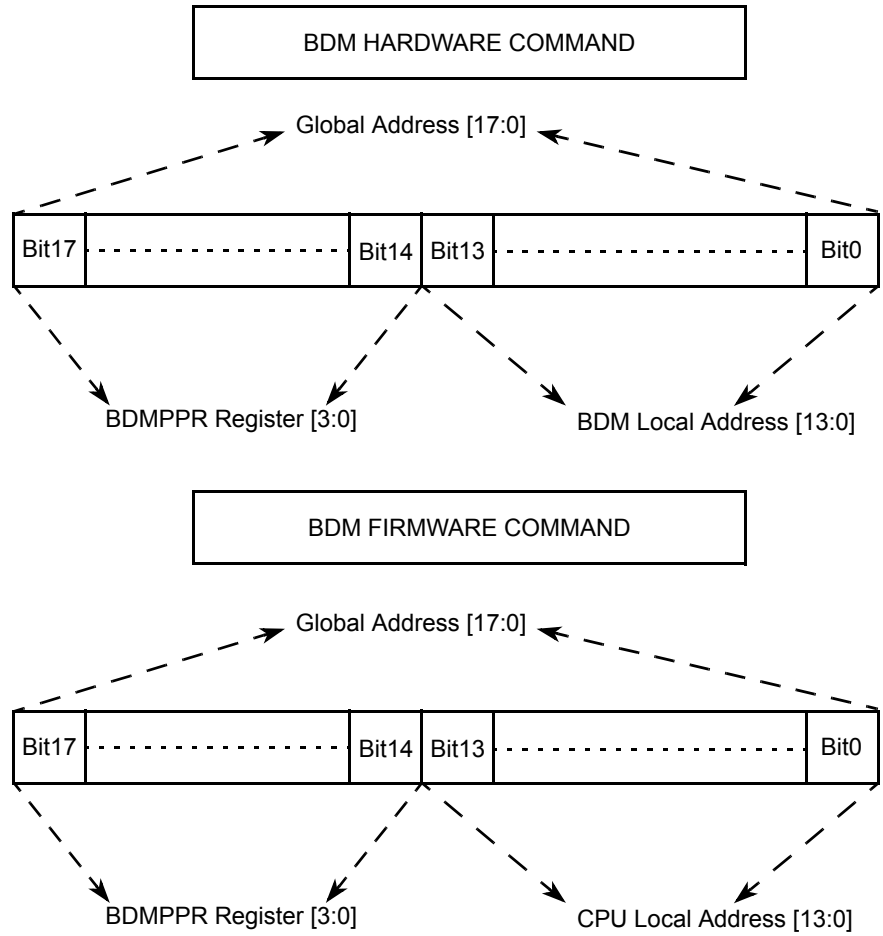 BDM HARDWARE COMMAND
Global Address [17:0]
Bit17 Bit14 Bit13 Bit0
BDMPPR Register [3:0]
BDM Local Address [13:0]
BDM FIRMWARE COMMAND
Global Address [17:0]
Bit17 Bit14 Bit13 Bit0
BDMPPR Register [3:0]
CPU Local Address [13:0]